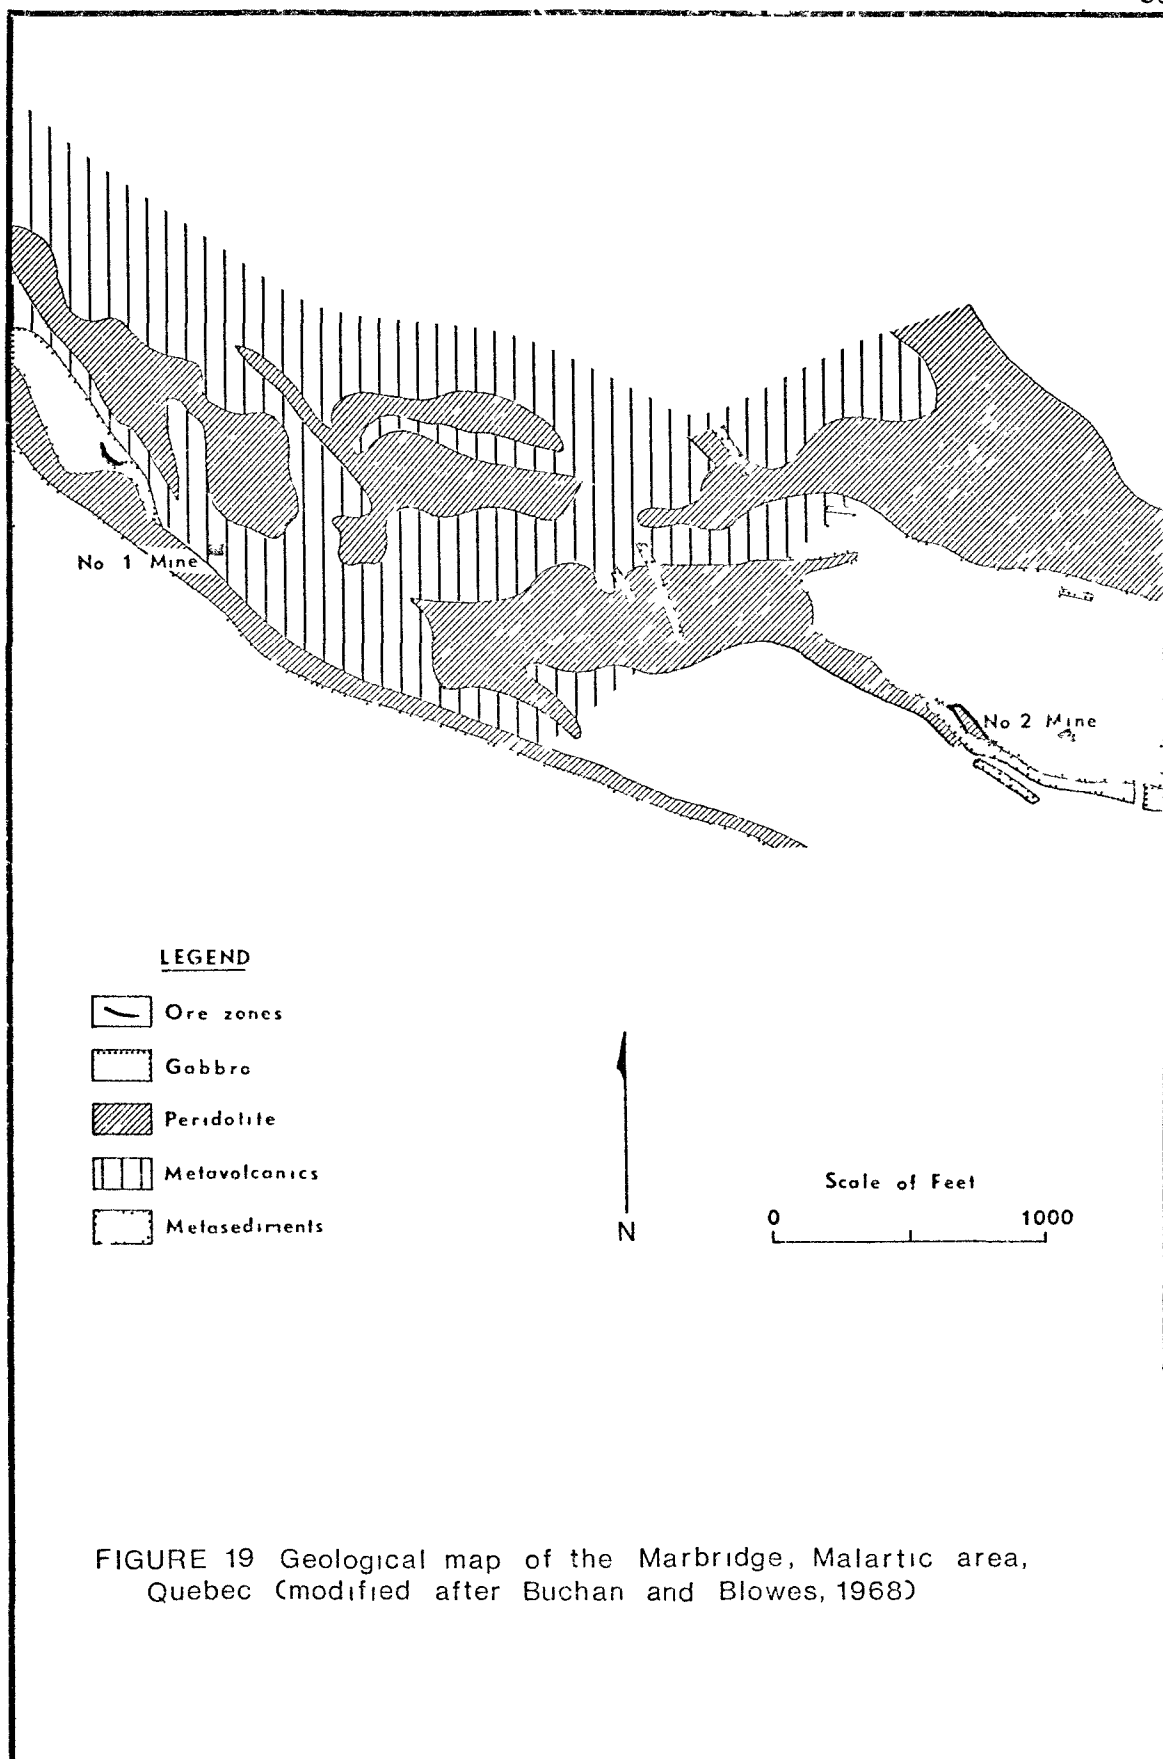 No 1 Mine
No 2 Mine
LEGEND
Ore zones
Gabbro
Peridotite
Metavolcanics
Metasediments
N
Scale of Feet
0 1000
FIGURE 19 Geological map of the Marbridge, Malartic area,
Quebec (modified after Buchan and Blowes, 1968)